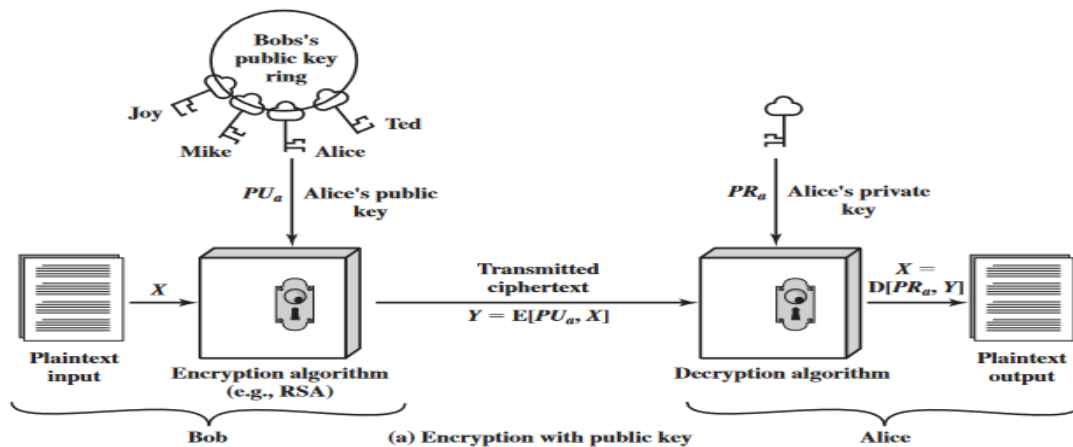 Bobs's
public key
ring
Joy
Mike
Alice
Ted
PUa
Alice's public
key
PRa
Alice's private
key
X
Transmitted
ciphertext
Y = E[PUa, X]
X =
D[PRa, Y]
Plaintext
input
Encryption algorithm
(e.g., RSA)
Decryption algorithm
Plaintext
output
Bob
(a) Encryption with public key
Alice